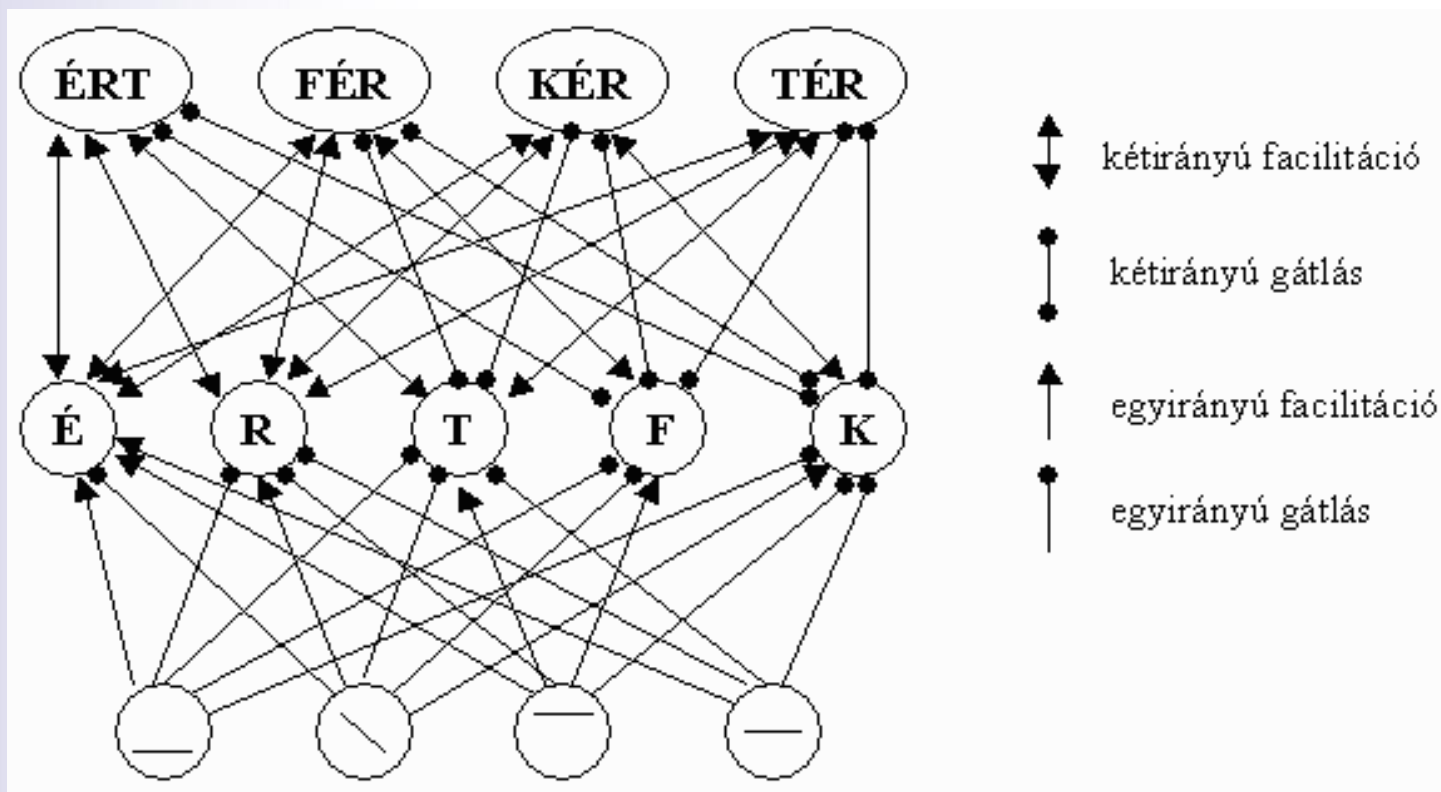 ÉRT FÉR KÉR TÉR
kétirányú facilitáció
kétirányú gátlás
egyirányú facilitáció
É R T F K
egyirányú gátlás